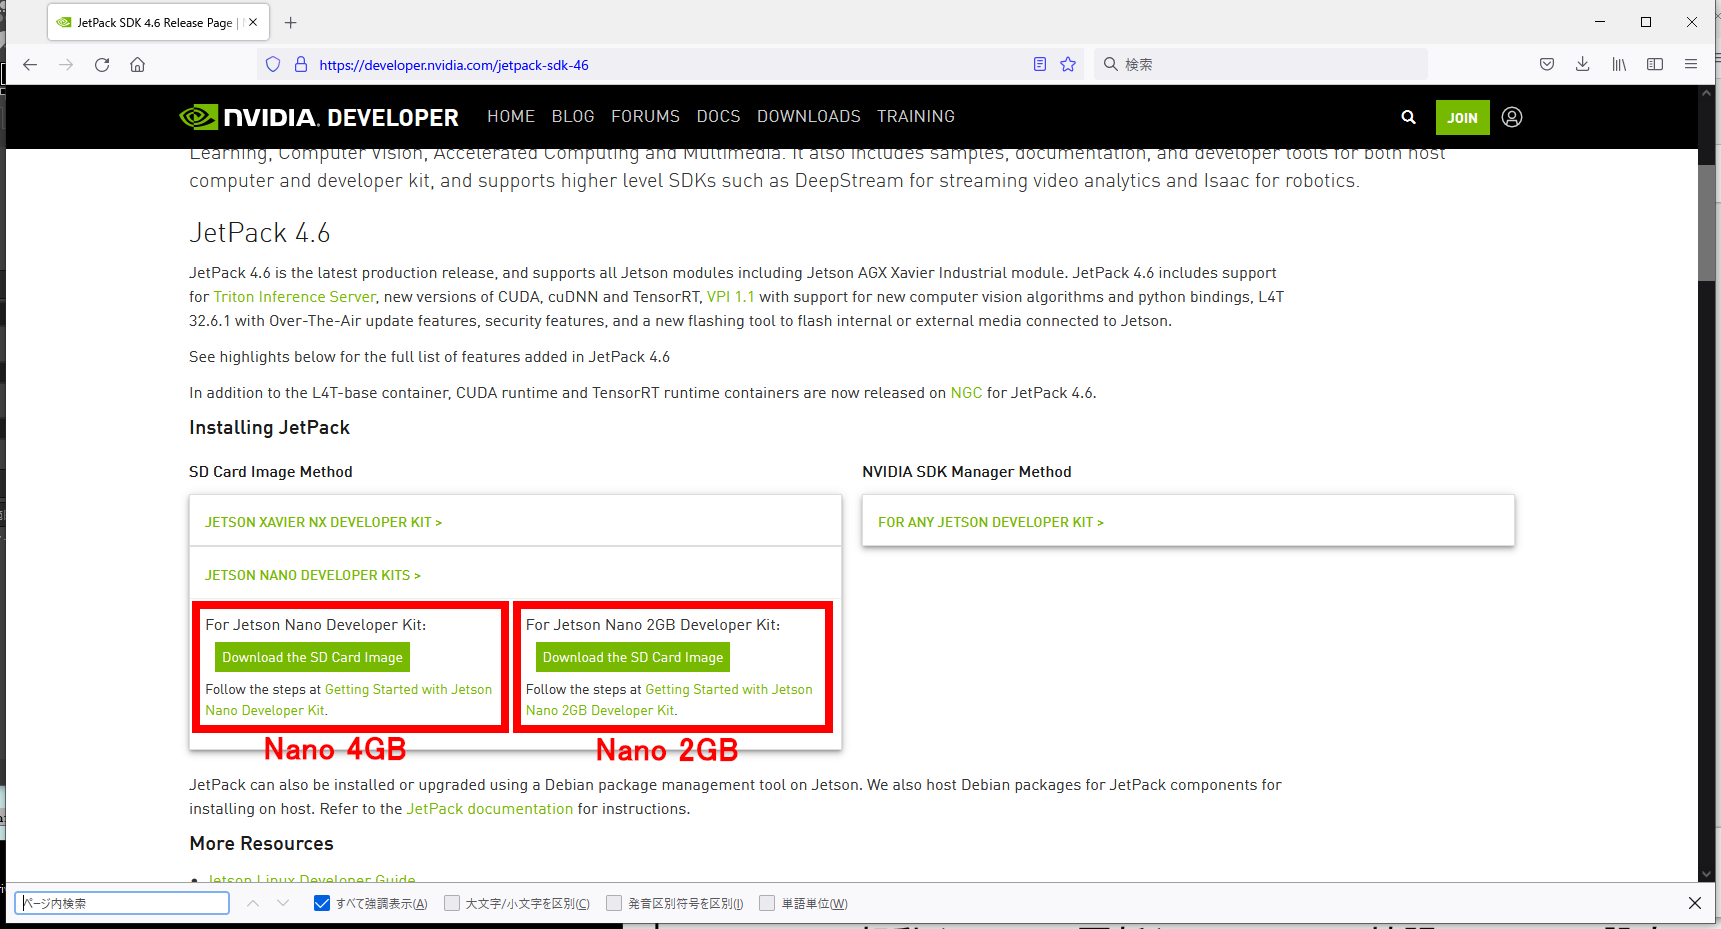 JetPack SDK 4.6 Release Page |
https://developer.nvidia.com/jetpack-sdk-46
検索
NVIDIA. DEVELOPER
HOME BLOG FORUMS DOCS DOWNLOADS TRAINING
JOIN
Learning, Computer Vision, Accelerated Computing and Multimedia. It also includes samples, documentation, and developer tools for both host
computer and developer kit, and supports higher level SDKs such as DeepStream for streaming video analytics and Isaac for robotics.
JetPack 4.6
JetPack 4.6 is the latest production release, and supports all Jetson modules including Jetson AGX Xavier Industrial module. JetPack 4.6 includes support
for Triton Inference Server, new versions of CUDA, cuDNN and TensorRT, VPI 1.1 with support for new computer vision algorithms and python bindings, L4T
32.6.1 with Over-The-Air update features, security features, and a new flashing tool to flash internal or external media connected to Jetson.
See highlights below for the full list of features added in JetPack 4.6
In addition to the L4T-base container, CUDA runtime and TensorRT runtime containers are now released on NGC for JetPack 4.6.
Installing JetPack
SD Card Image Method
JETSON XAVIER NX DEVELOPER KIT >
JETSON NANO DEVELOPER KITS >
For Jetson Nano Developer Kit:
Download the SD Card Image
Follow the steps at Getting Started with Jetson
Nano Developer Kit.
Nano 4GB
For Jetson Nano 2GB Developer Kit:
Download the SD Card Image
Follow the steps at Getting Started with Jetson
Nano 2GB Developer Kit.
Nano 2GB
NVIDIA SDK Manager Method
FOR ANY JETSON DEVELOPER KIT >
JetPack can also be installed or upgraded using a Debian package management tool on Jetson. We also host Debian packages for JetPack components for
installing on host. Refer to the JetPack documentation for instructions.
More Resources
Jetson Linux Developer Guide
ページ内検索
すべて強調表示(A)
大文字/小文字を区別(C)
発音区別符号を区別(I)
単語単位(W)